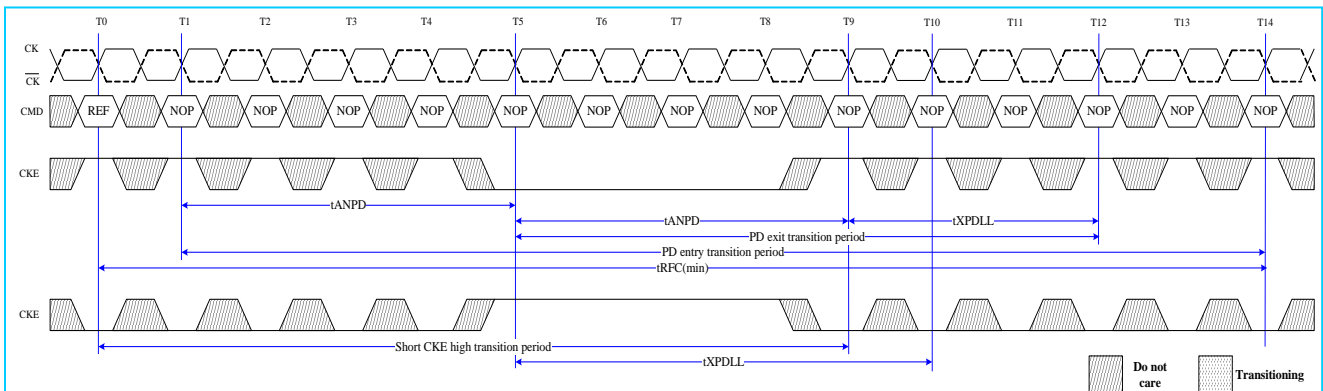 T0 T1 T2 T3 T4 T5 T6 T7 T8 T9 T10 T11 T12 T13 T14
CK
CK
CMD REF NOP NOP NOP NOP NOP NOP NOP NOP NOP NOP NOP NOP NOP NOP
CKE
tANPD
tANPD tXPDLL
PD exit transition period
PD entry transition period
tRFC(min)
CKE
Short CKE high transition period
tXPDLL
Do not care
Transitioning